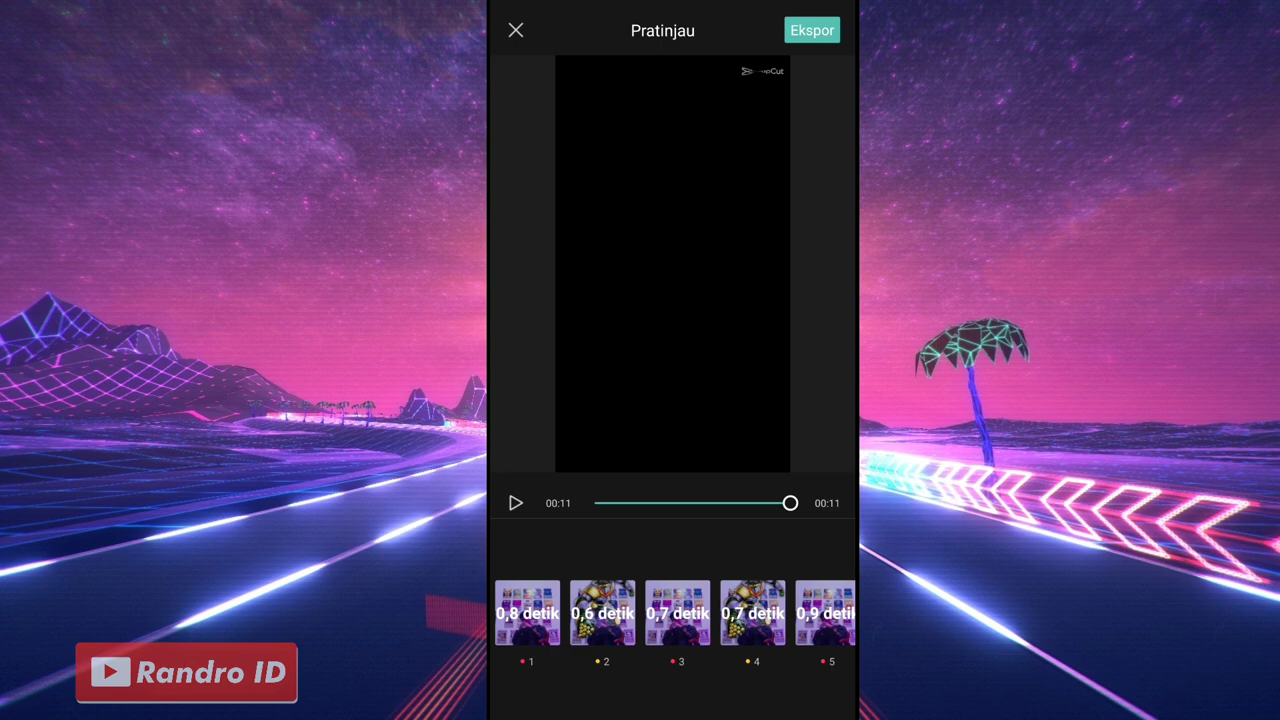 Pratinjau
Ekspor
00:11
00:11
0,8 detik
0,6 detik
0,7 detik
0,7 detik
0,9 detik
1
2
3
4
5
Randro ID